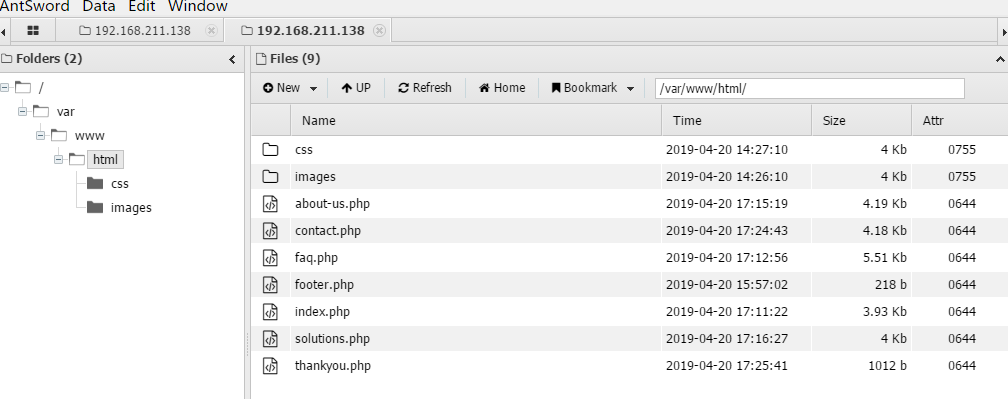 AntSword Data Edit Window
192.168.211.138 192.168.211.138
Folders (2)
/
var
www
html
css
images
Files (9)
New UP Refresh Home Bookmark /var/www/html/
Name Time Size Attr
css 2019-04-20 14:27:10 4 Kb 0755
images 2019-04-20 14:26:10 4 Kb 0755
about-us.php 2019-04-20 17:15:19 4.19 Kb 0644
contact.php 2019-04-20 17:24:43 4.18 Kb 0644
faq.php 2019-04-20 17:12:56 5.51 Kb 0644
footer.php 2019-04-20 15:57:02 218 b 0644
index.php 2019-04-20 17:11:22 3.93 Kb 0644
solutions.php 2019-04-20 17:16:27 4 Kb 0644
thankyou.php 2019-04-20 17:25:41 1012 b 0644